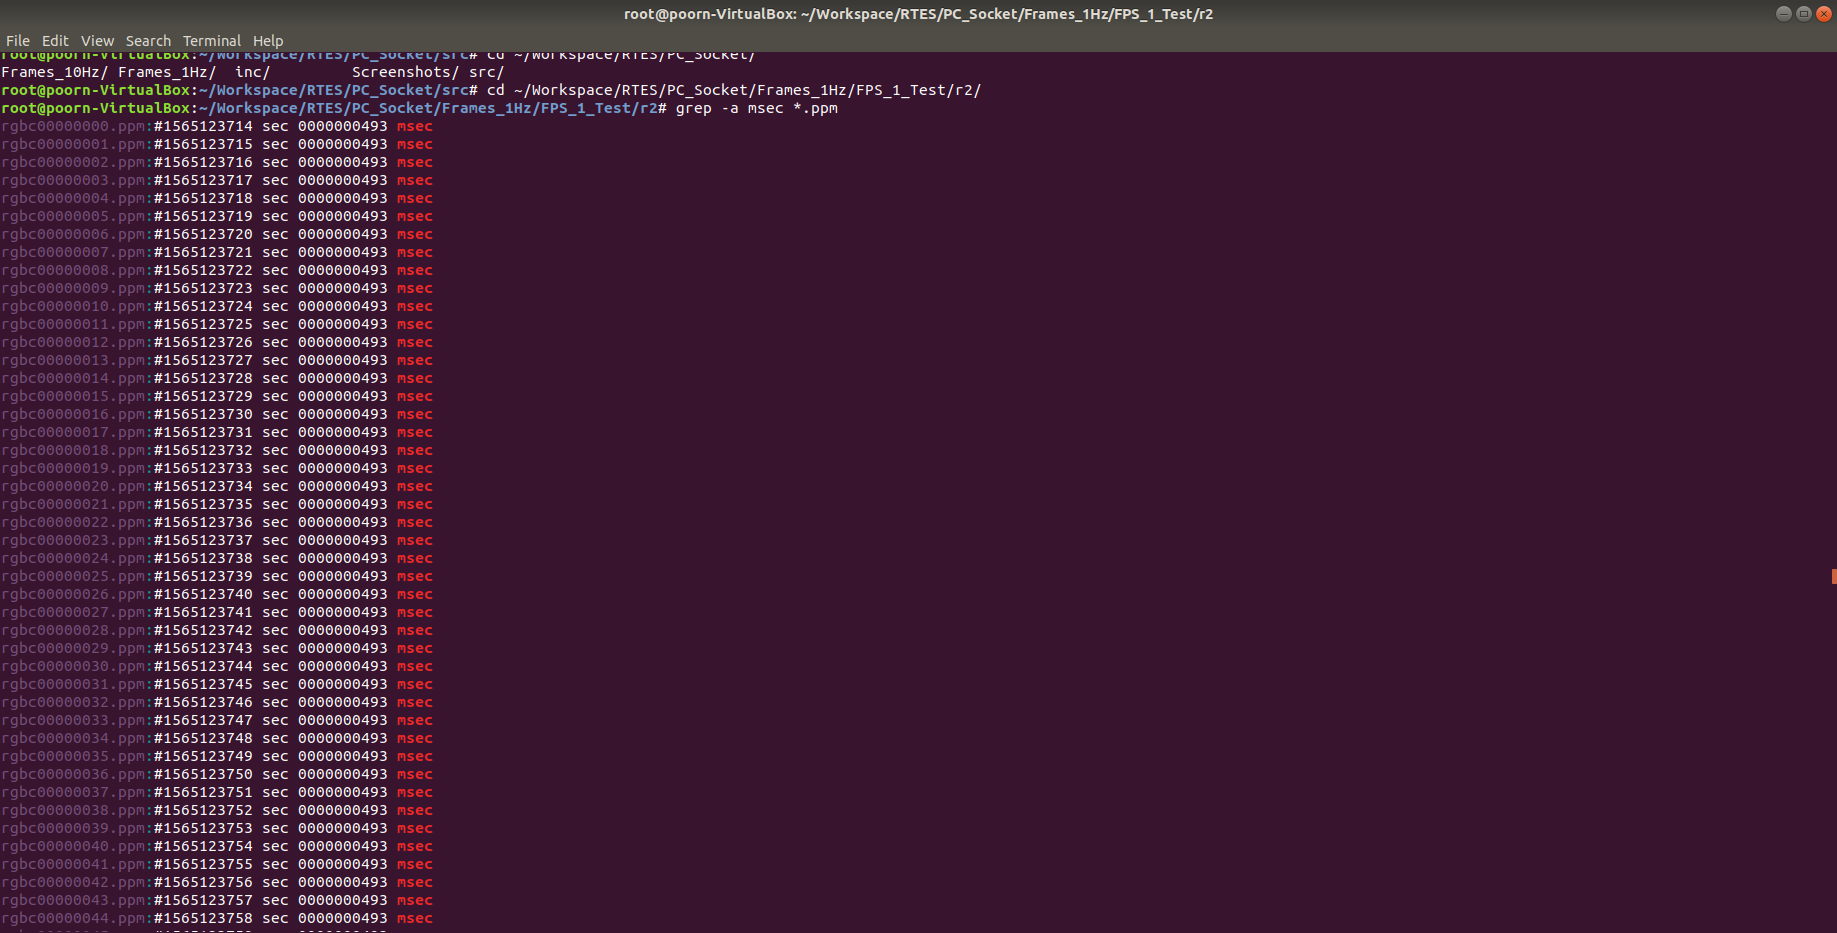 root@poorn-VirtualBox: ~/Workspace/RTES/PC_Socket/Frames_1Hz/FPS_1_Test/r2
File Edit View Search Terminal Help
root@poorn-VirtualBox:~/Workspace/RTES/PC_Socket/src# cd ~/Workspace/RTES/PC_Socket/
Frames_10Hz/ Frames_1Hz/  inc/         Screenshots/ src/
root@poorn-VirtualBox:~/Workspace/RTES/PC_Socket/src# cd ~/Workspace/RTES/PC_Socket/Frames_1Hz/FPS_1_Test/r2/
root@poorn-VirtualBox:~/Workspace/RTES/PC_Socket/Frames_1Hz/FPS_1_Test/r2# grep -a msec *.ppm
rgbc00000000.ppm:#1565123714 sec 0000000493 msec
rgbc00000001.ppm:#1565123715 sec 0000000493 msec
rgbc00000002.ppm:#1565123716 sec 0000000493 msec
rgbc00000003.ppm:#1565123717 sec 0000000493 msec
rgbc00000004.ppm:#1565123718 sec 0000000493 msec
rgbc00000005.ppm:#1565123719 sec 0000000493 msec
rgbc00000006.ppm:#1565123720 sec 0000000493 msec
rgbc00000007.ppm:#1565123721 sec 0000000493 msec
rgbc00000008.ppm:#1565123722 sec 0000000493 msec
rgbc00000009.ppm:#1565123723 sec 0000000493 msec
rgbc00000010.ppm:#1565123724 sec 0000000493 msec
rgbc00000011.ppm:#1565123725 sec 0000000493 msec
rgbc00000012.ppm:#1565123726 sec 0000000493 msec
rgbc00000013.ppm:#1565123727 sec 0000000493 msec
rgbc00000014.ppm:#1565123728 sec 0000000493 msec
rgbc00000015.ppm:#1565123729 sec 0000000493 msec
rgbc00000016.ppm:#1565123730 sec 0000000493 msec
rgbc00000017.ppm:#1565123731 sec 0000000493 msec
rgbc00000018.ppm:#1565123732 sec 0000000493 msec
rgbc00000019.ppm:#1565123733 sec 0000000493 msec
rgbc00000020.ppm:#1565123734 sec 0000000493 msec
rgbc00000021.ppm:#1565123735 sec 0000000493 msec
rgbc00000022.ppm:#1565123736 sec 0000000493 msec
rgbc00000023.ppm:#1565123737 sec 0000000493 msec
rgbc00000024.ppm:#1565123738 sec 0000000493 msec
rgbc00000025.ppm:#1565123739 sec 0000000493 msec
rgbc00000026.ppm:#1565123740 sec 0000000493 msec
rgbc00000027.ppm:#1565123741 sec 0000000493 msec
rgbc00000028.ppm:#1565123742 sec 0000000493 msec
rgbc00000029.ppm:#1565123743 sec 0000000493 msec
rgbc00000030.ppm:#1565123744 sec 0000000493 msec
rgbc00000031.ppm:#1565123745 sec 0000000493 msec
rgbc00000032.ppm:#1565123746 sec 0000000493 msec
rgbc00000033.ppm:#1565123747 sec 0000000493 msec
rgbc00000034.ppm:#1565123748 sec 0000000493 msec
rgbc00000035.ppm:#1565123749 sec 0000000493 msec
rgbc00000036.ppm:#1565123750 sec 0000000493 msec
rgbc00000037.ppm:#1565123751 sec 0000000493 msec
rgbc00000038.ppm:#1565123752 sec 0000000493 msec
rgbc00000039.ppm:#1565123753 sec 0000000493 msec
rgbc00000040.ppm:#1565123754 sec 0000000493 msec
rgbc00000041.ppm:#1565123755 sec 0000000493 msec
rgbc00000042.ppm:#1565123756 sec 0000000493 msec
rgbc00000043.ppm:#1565123757 sec 0000000493 msec
rgbc00000044.ppm:#1565123758 sec 0000000493 msec